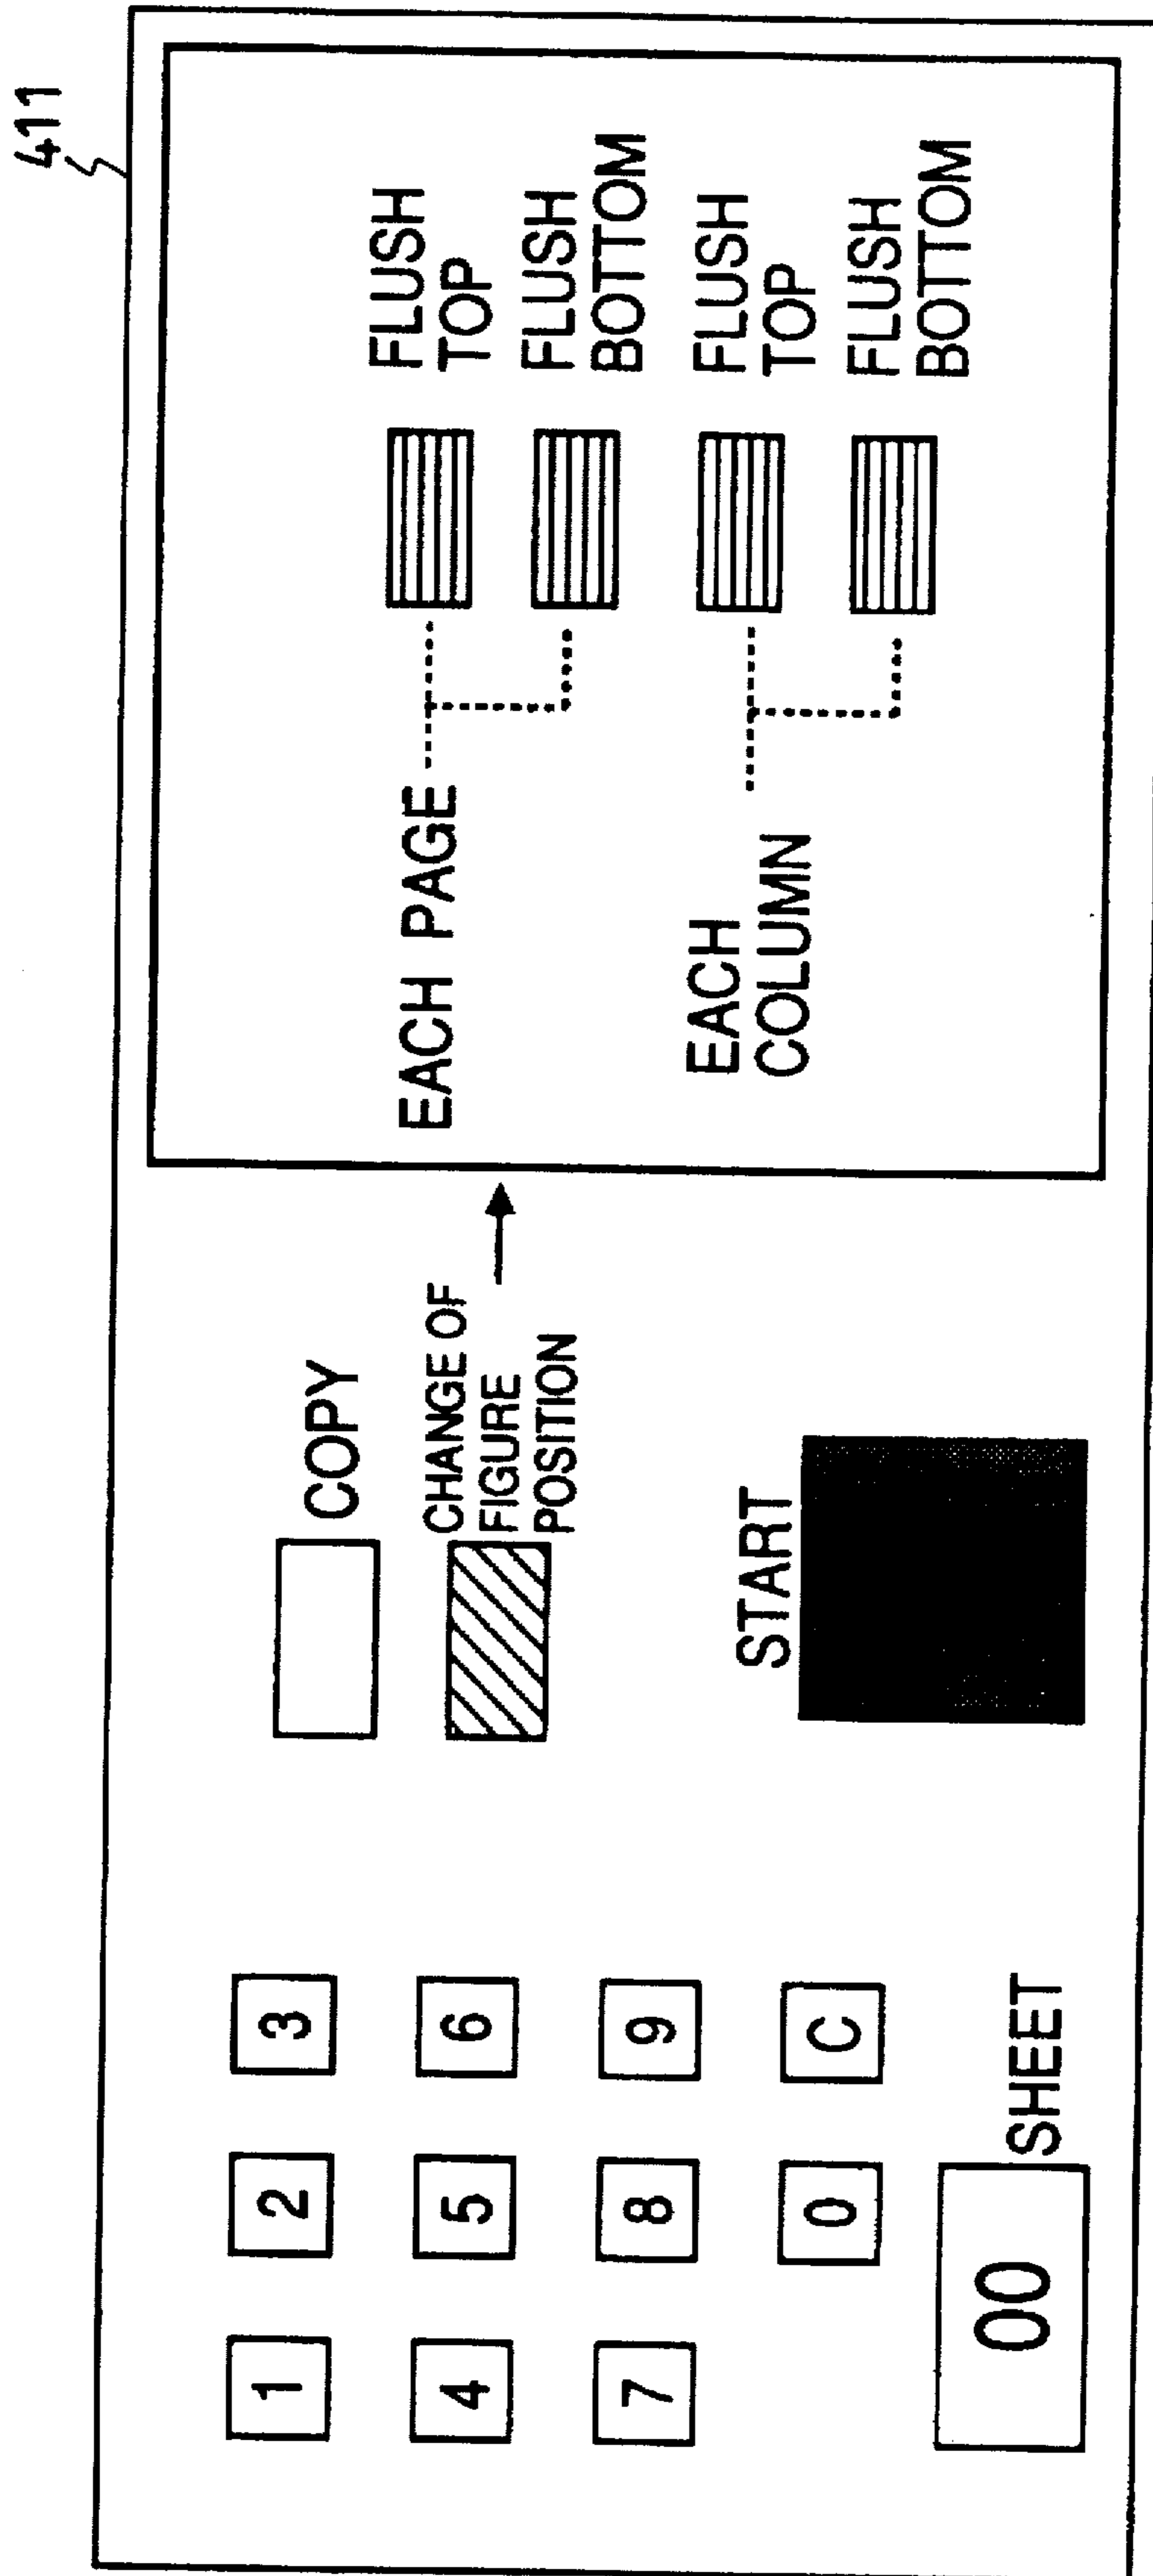 411
1 2 3
4 5 6
7 8 9
0 C
00 SHEET
COPY
CHANGE OF
FIGURE
POSITION
START
EACH PAGE
FLUSH
TOP
FLUSH
BOTTOM
EACH
COLUMN
FLUSH
TOP
FLUSH
BOTTOM